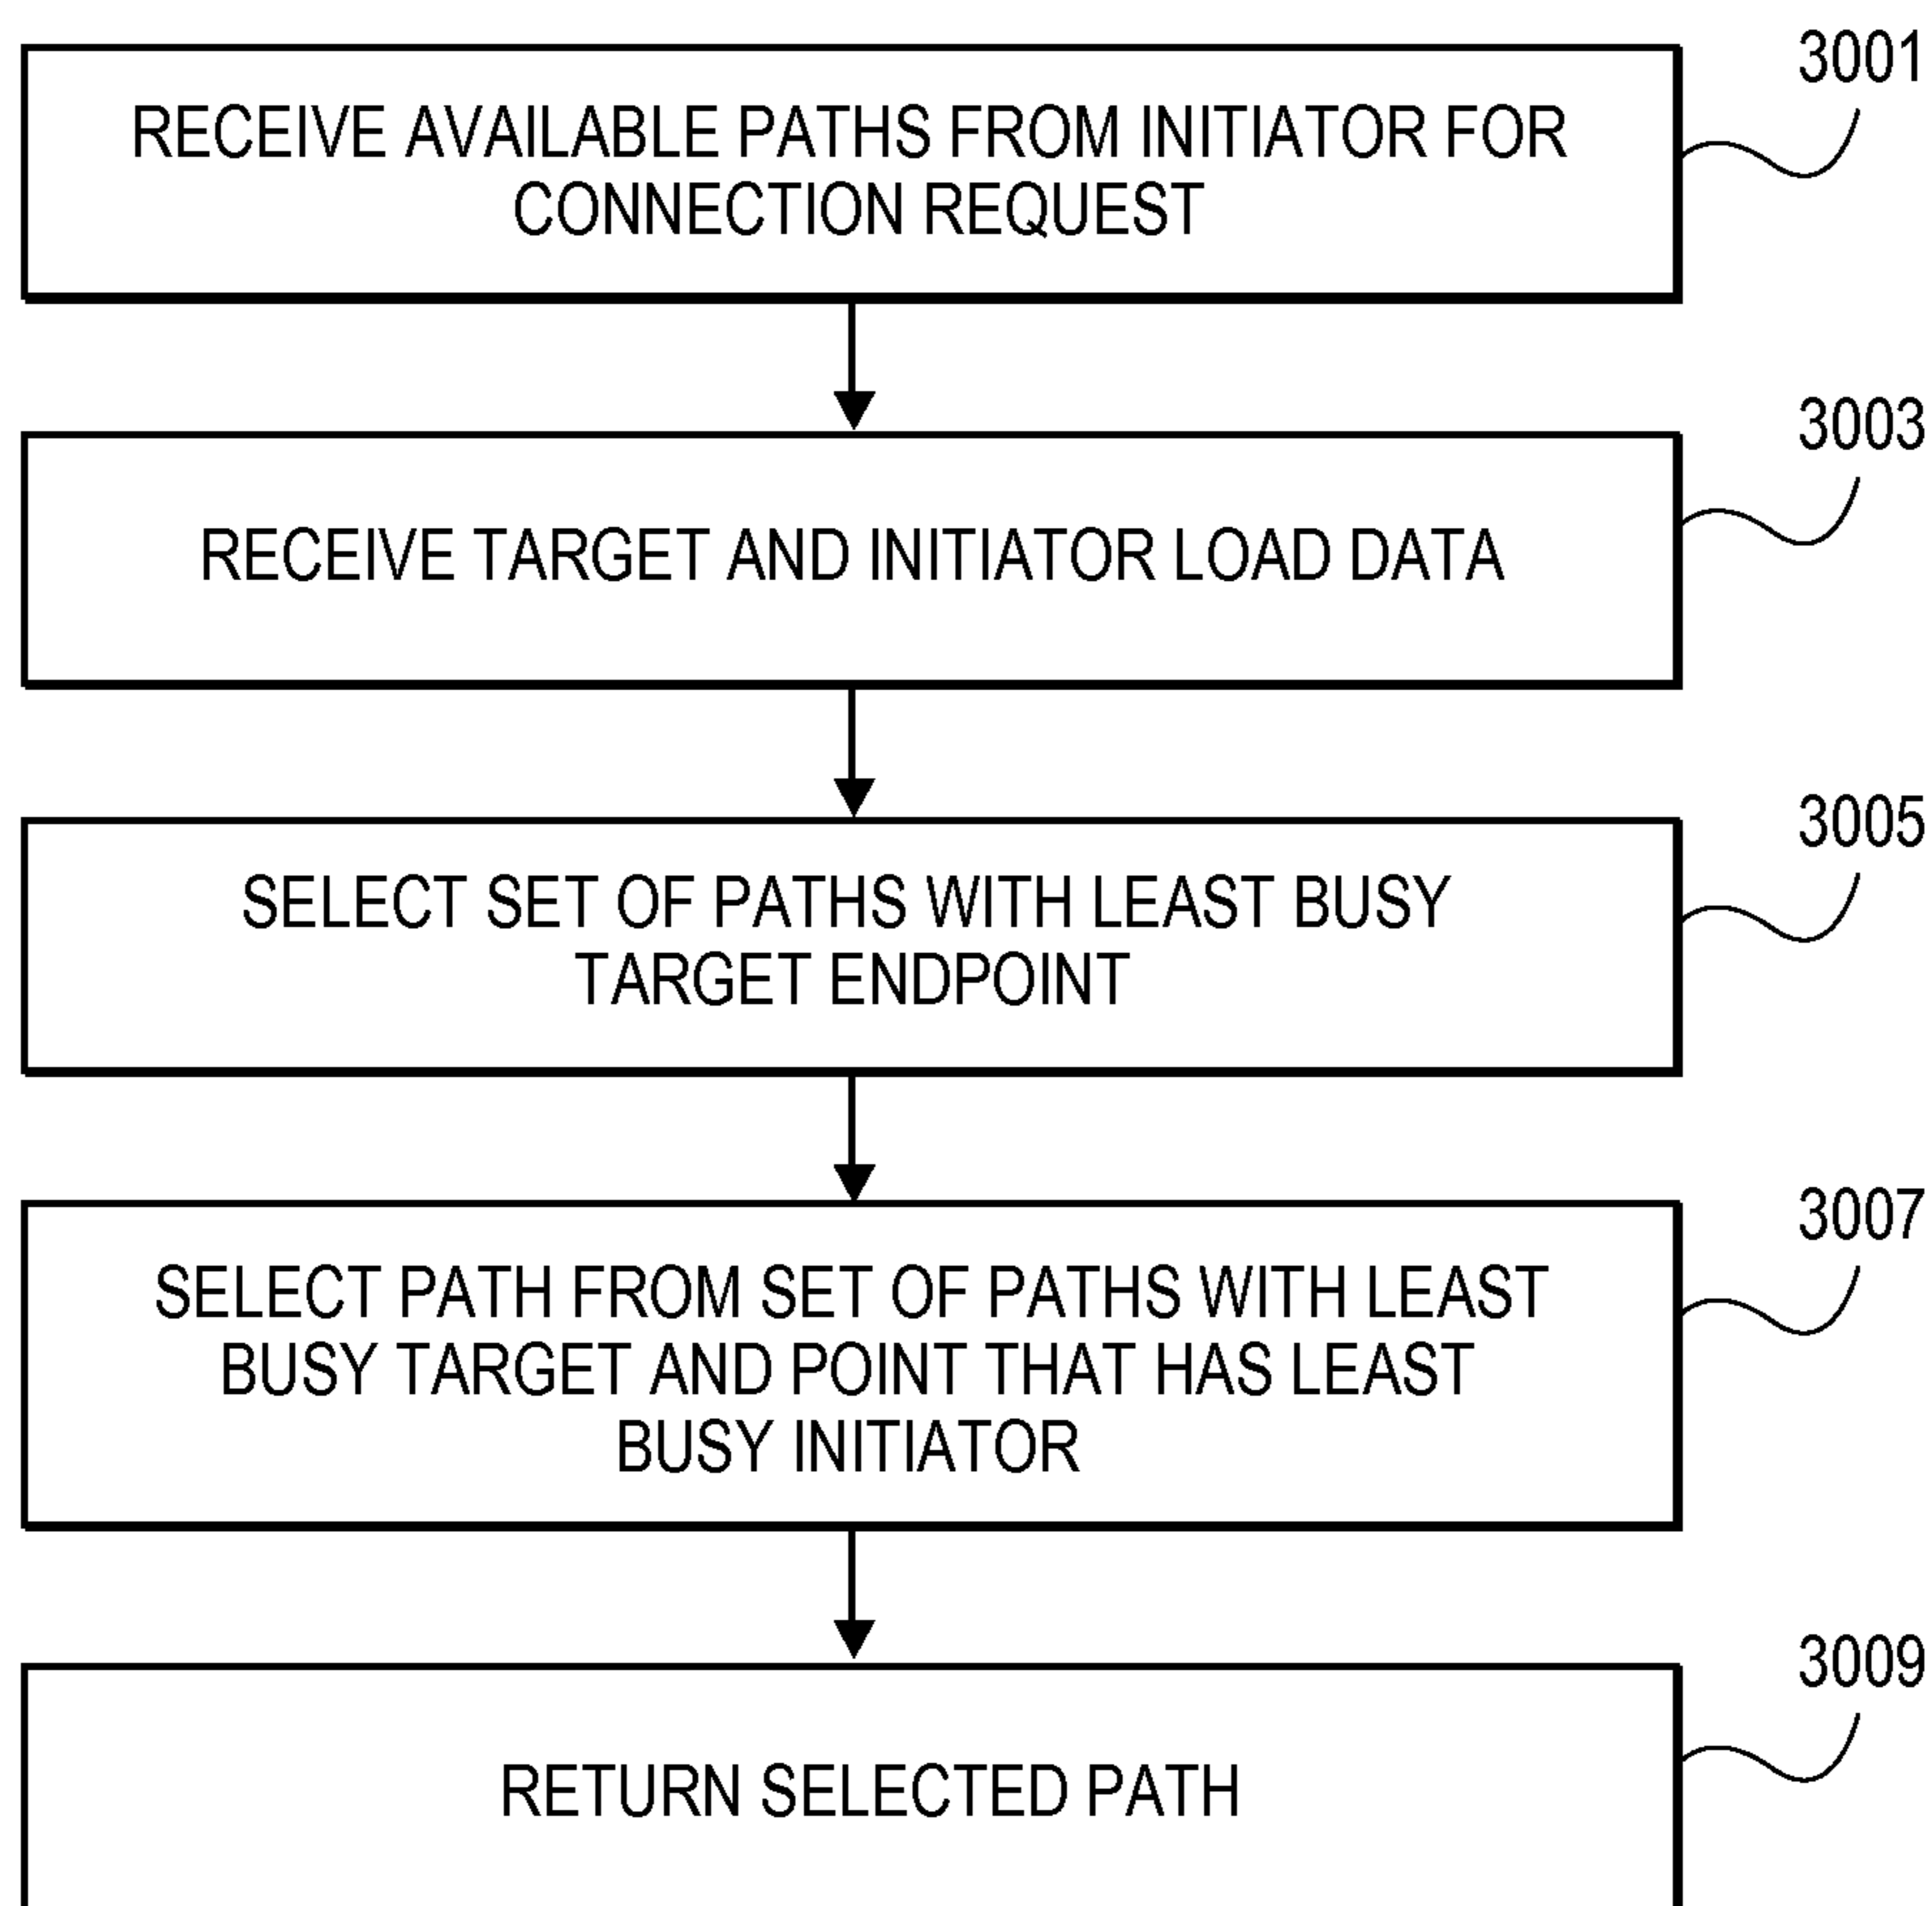 3001
RECEIVE AVAILABLE PATHS FROM INITIATOR FOR
CONNECTION REQUEST
3003
RECEIVE TARGET AND INITIATOR LOAD DATA
3005
SELECT SET OF PATHS WITH LEAST BUSY
TARGET ENDPOINT
3007
SELECT PATH FROM SET OF PATHS WITH LEAST
BUSY TARGET AND POINT THAT HAS LEAST
BUSY INITIATOR
3009
RETURN SELECTED PATH